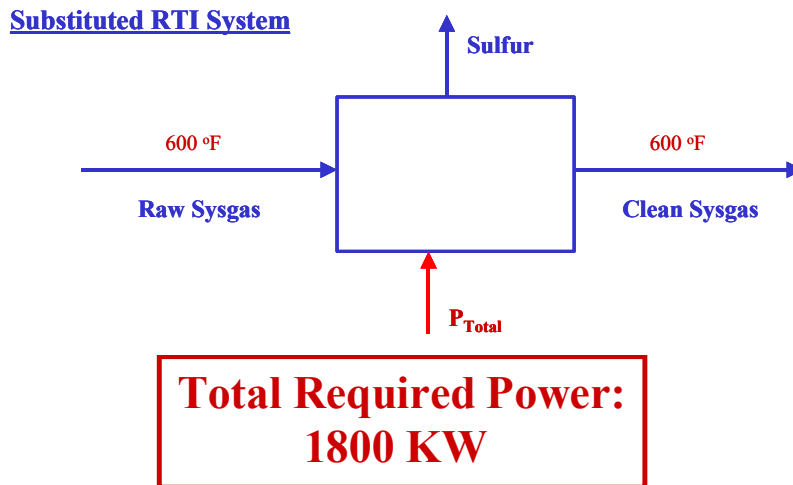 Substituted RTI System
Sulfur
600 ºF
600 ºF
Raw Sysgas
Clean Sysgas
PTotal
Total Required Power:
1800 KW